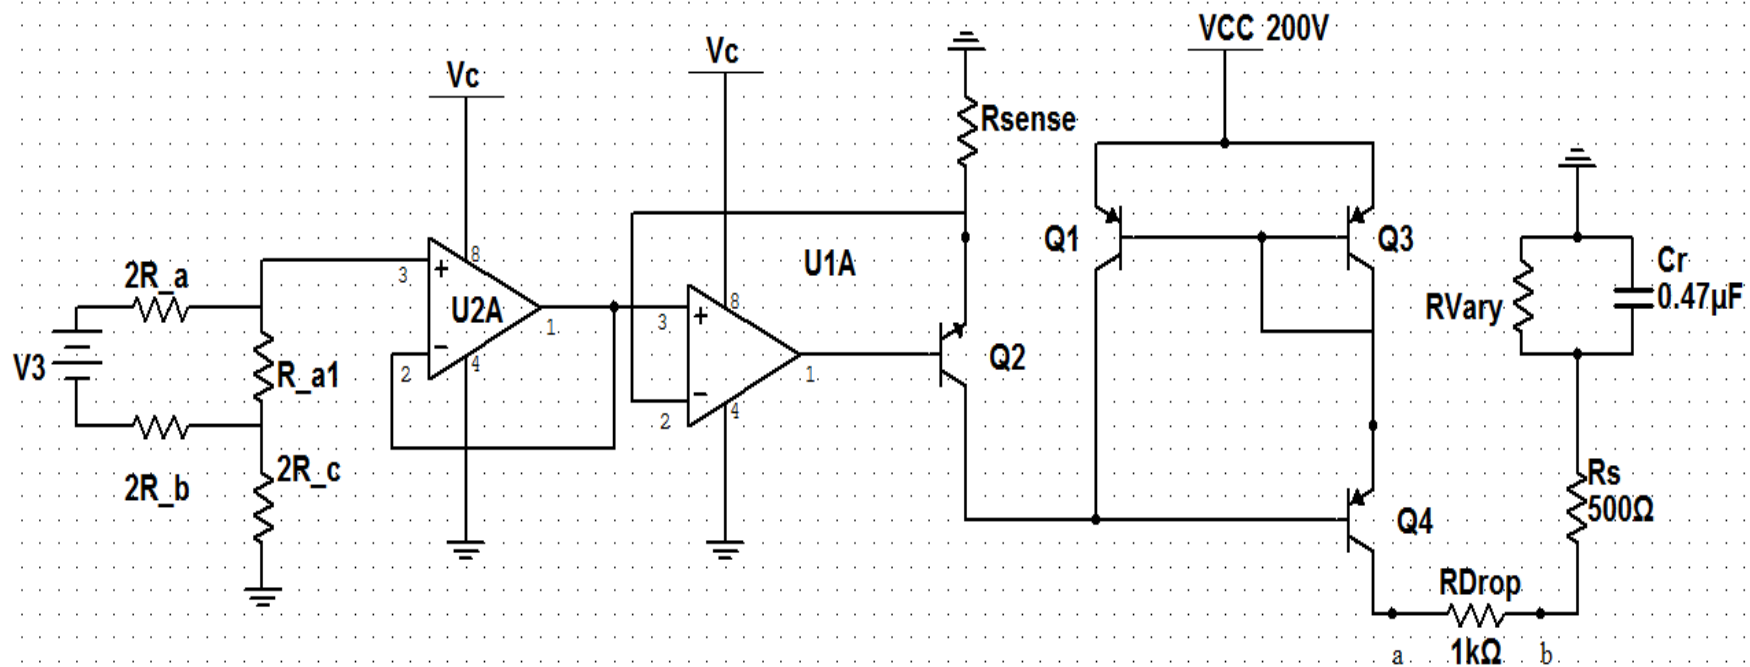 VCC 200V
Vc
Vc
Rsense
Q1
Q3
U1A
Cr
0.47µF
RVary
2R_a
3
+
8
U2A
1
−
2
4
V3
R_a1
2R_b
2R_c
3
+
8
−
2
4
1
Q2
Rs
500Ω
Q4
RDrop
1kΩ
a
b